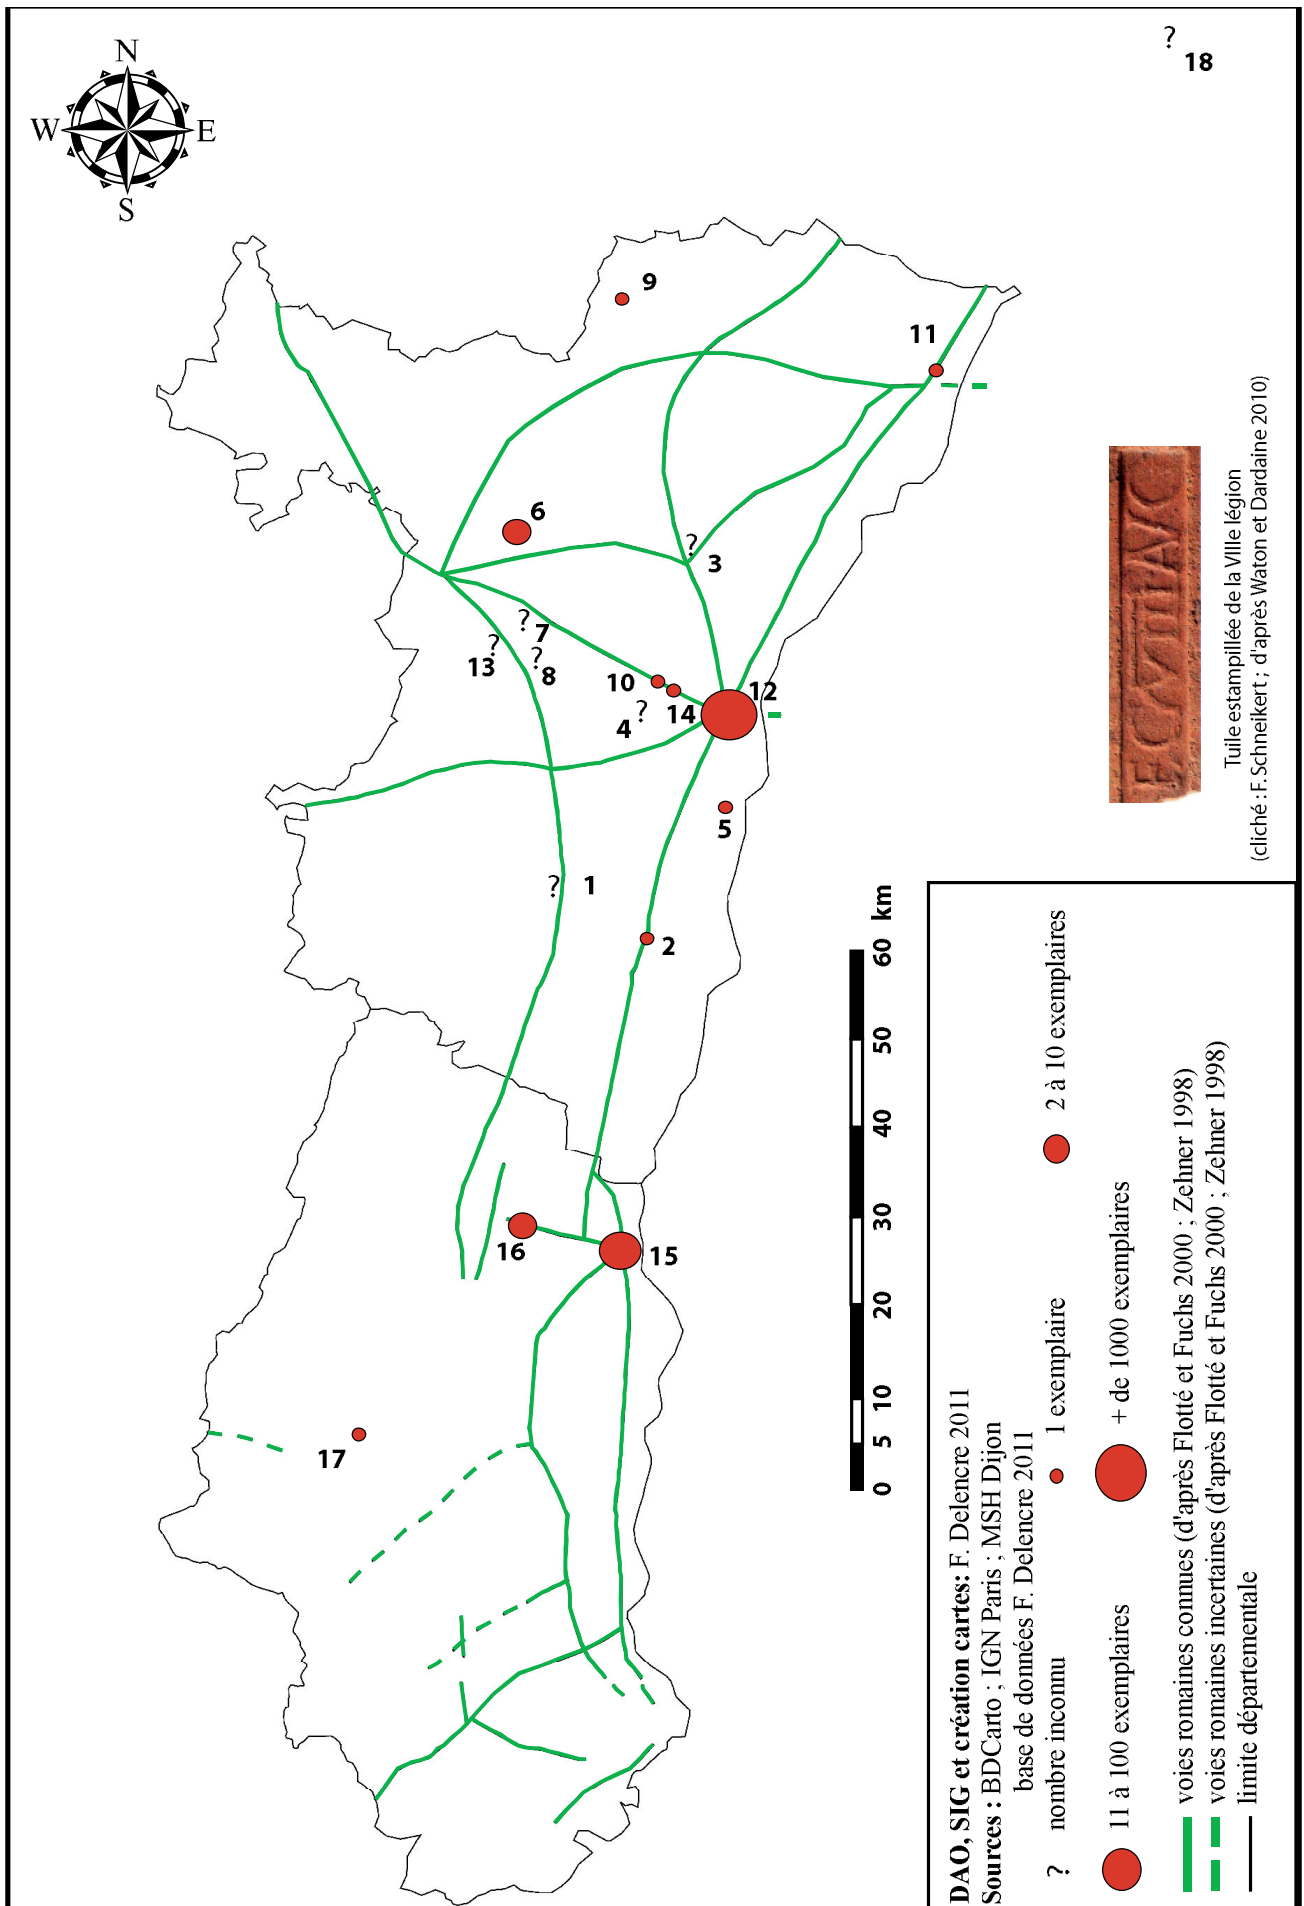 N
W
E
S
?
18
9
11
6
?
3
?
7
?
13
?
8
10
14
12
?
4
5
?
1
2
16
15
17
0
5
10
20
30
40
50
60
km
Tuile estampillée de la VIIIe légion
(cliché : F. Schneikert ; d'après Waton et Dardaine 2010)
DAO, SIG et création cartes: F. Delencre 2011
Sources : BDCarto ; IGN Paris ; MSH Dijon
base de données F. Delencre 2011
? nombre inconnu
1 exemplaire
2 à 10 exemplaires
11 à 100 exemplaires
+ de 1000 exemplaires
voies romaines connues (d'après Flotté et Fuchs 2000 ; Zehner 1998)
voies romaines incertaines (d'après Flotté et Fuchs 2000 ; Zehner 1998)
limite départementale